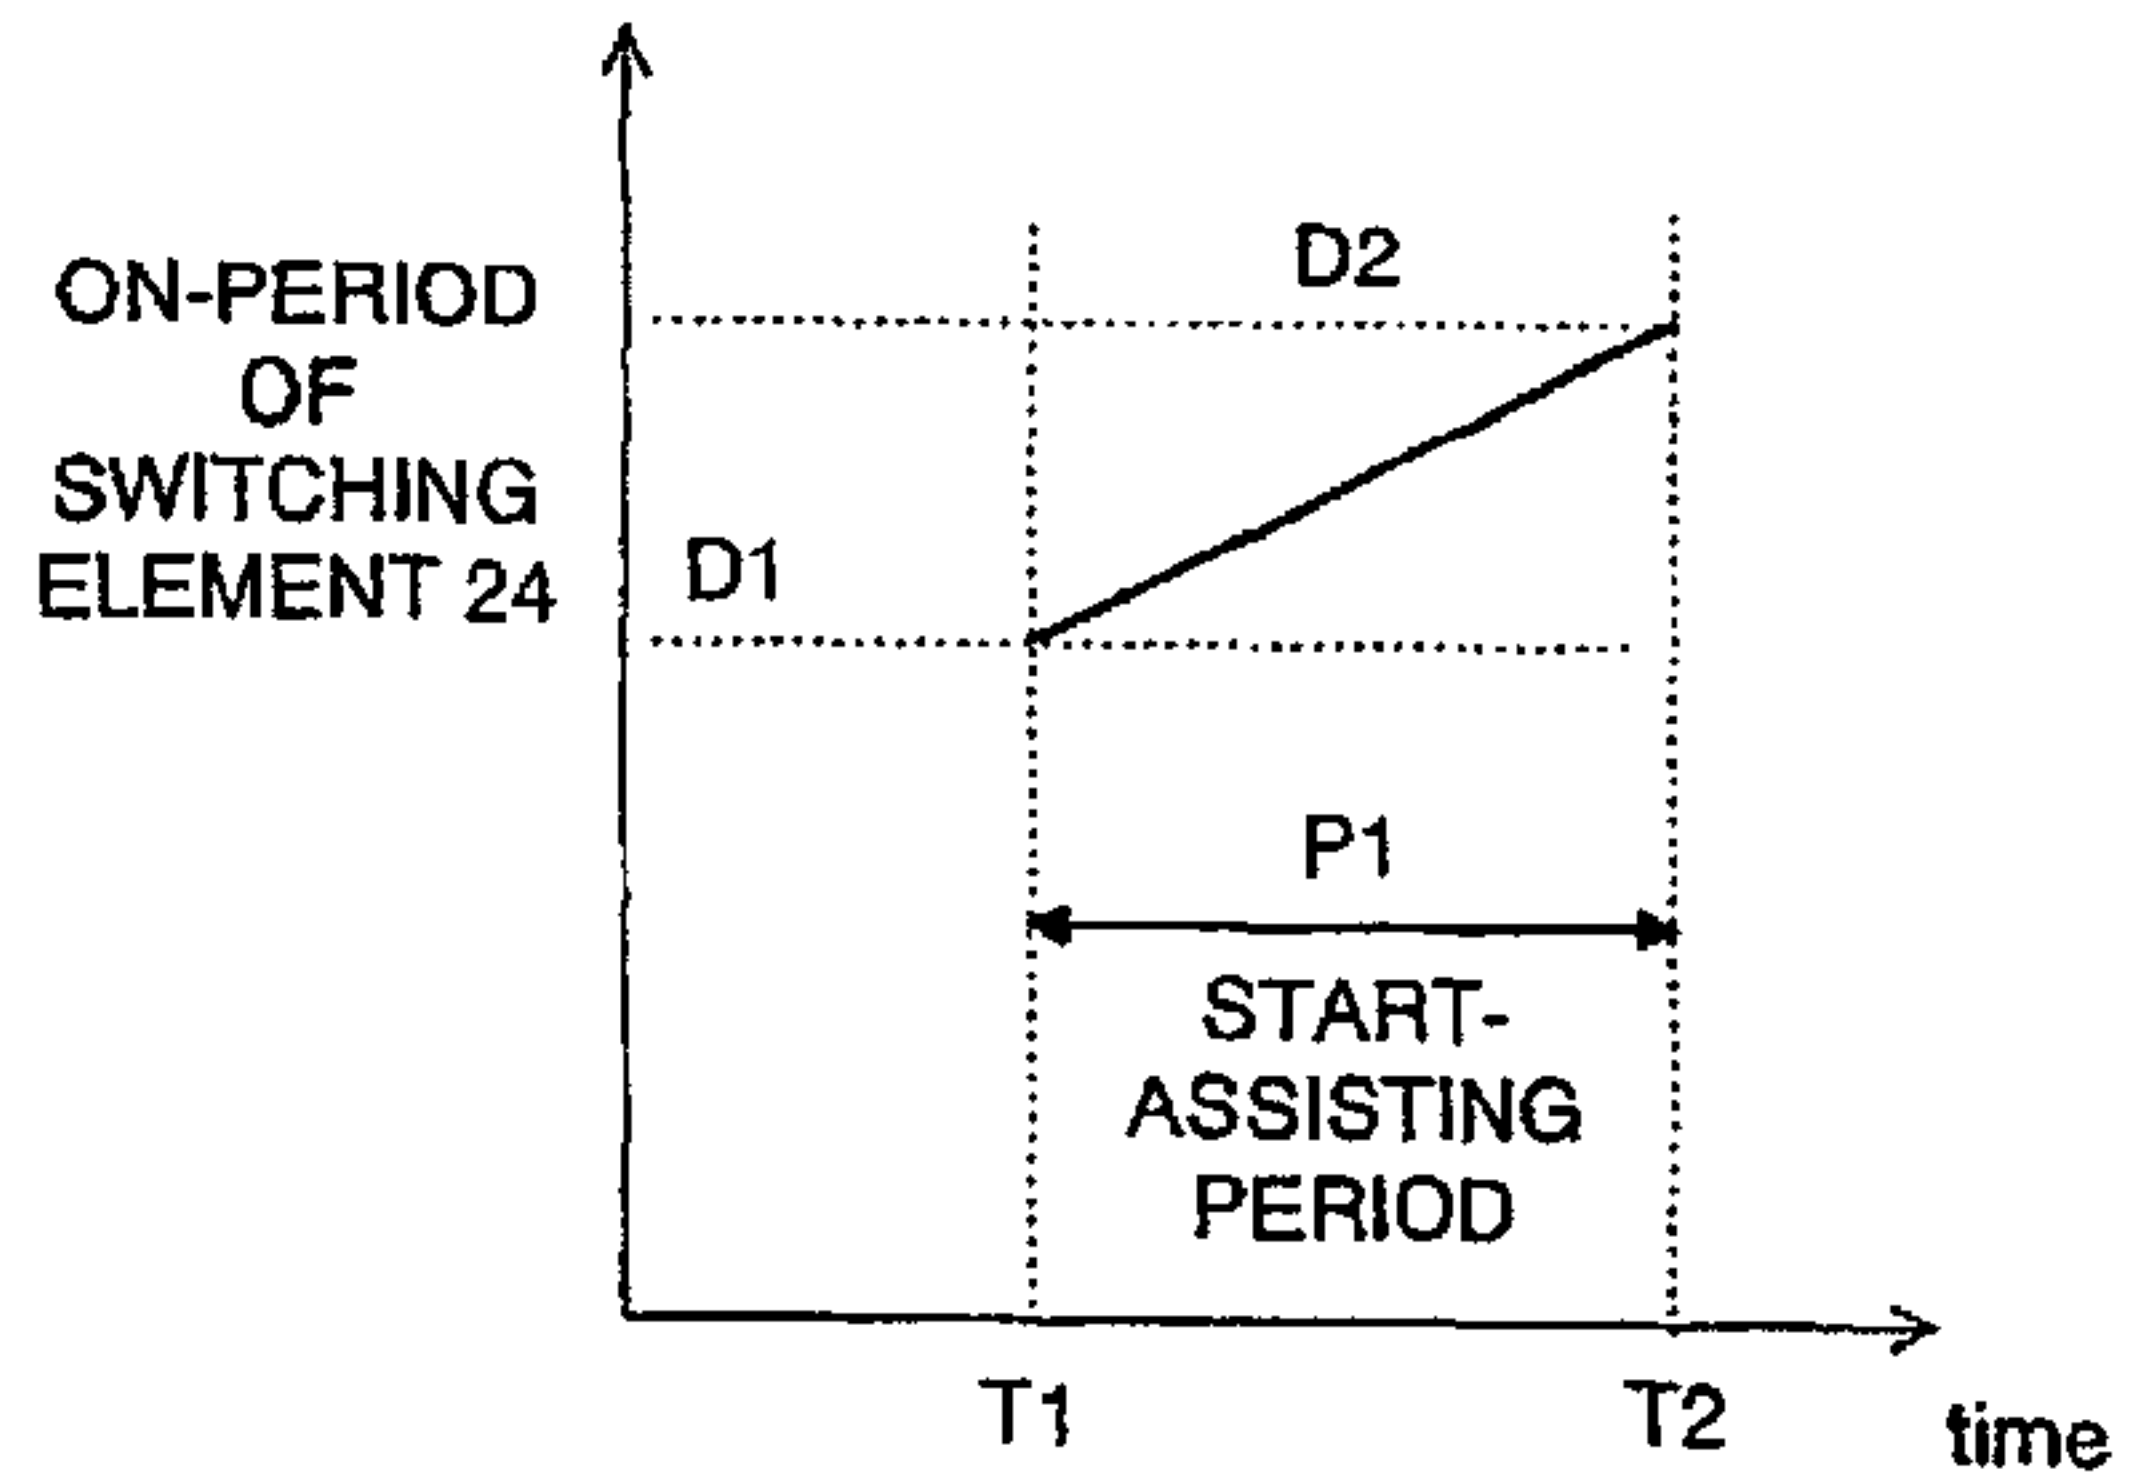 ON-PERIOD
OF
SWITCHING
ELEMENT 24
D2
D1
P1
START-
ASSISTING
PERIOD
T1
T2
time